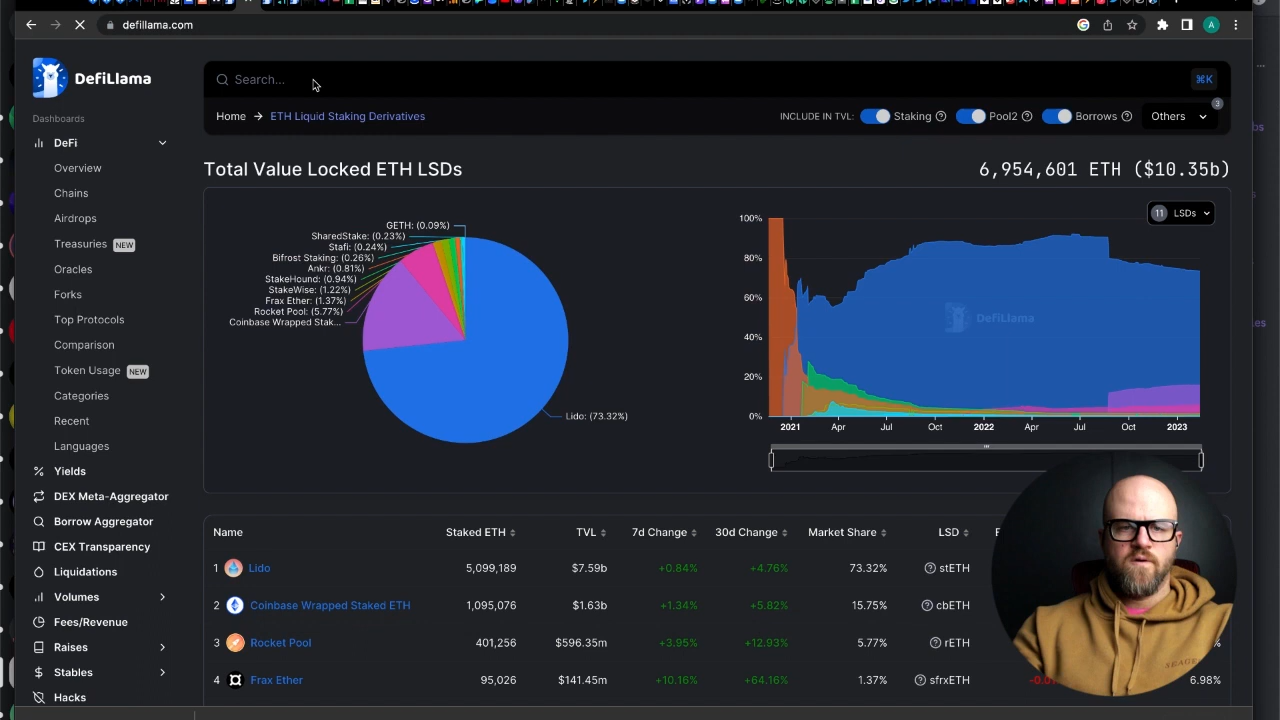 defillama.com
A
DefiLlama
Search...
⌘K
Home → ETH Liquid Staking Derivatives
INCLUDE IN TVL: Staking Pool2 Borrows Others
3
Dashboards
DeFi
Overview
Chains
Airdrops
Treasuries NEW
Oracles
Forks
Top Protocols
Comparison
Token Usage NEW
Categories
Recent
Languages
Yields
DEX Meta-Aggregator
Borrow Aggregator
CEX Transparency
Liquidations
Volumes
Fees/Revenue
Raises
Stables
Hacks
Total Value Locked ETH LSDs
6,954,601 ETH ($10.35b)
GETH: (0.09%)
SharedStake: (0.23%)
Stafi: (0.24%)
Bifrost Staking: (0.26%)
Ankr: (0.81%)
StakeHound: (0.94%)
StakeWise: (1.22%)
Frax Ether: (1.37%)
Rocket Pool: (5.77%)
Coinbase Wrapped Stak...
Lido: (73.32%)
11 LSDs
100%
80%
60%
40%
20%
0%
DefiLlama
2021 Apr Jul Oct 2022 Apr Jul Oct 2023
Name Staked ETH TVL 7d Change 30d Change Market Share LSD
1 Lido 5,099,189 $7.59b +0.84% +4.76% 73.32% stETH
2 Coinbase Wrapped Staked ETH 1,095,076 $1.63b +1.34% +5.82% 15.75% cbETH
3 Rocket Pool 401,256 $596.35m +3.95% +12.93% 5.77% rETH %
4 Frax Ether 95,026 $141.45m +10.16% +64.16% 1.37% sfrxETH 6.98%